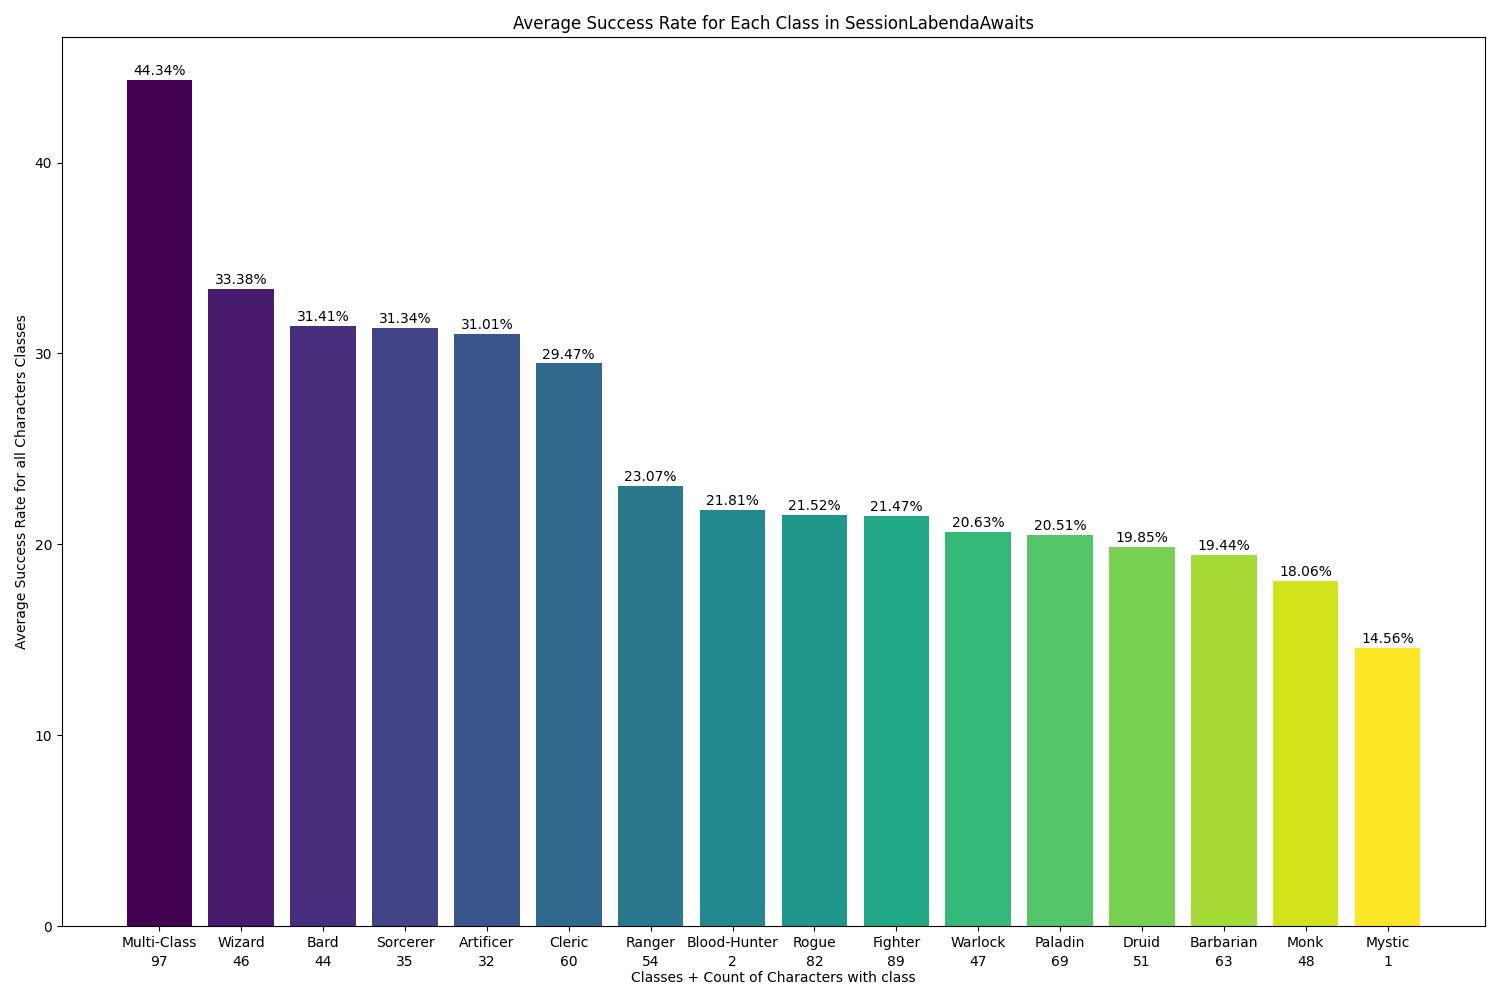 Average Success Rate for Each Class in SessionLabendaAwaits
Average Success Rate for all Characters Classes
40
30
20
10
0
44.34%
33.38%
31.41%
31.34%
31.01%
29.47%
23.07%
21.81%
21.52%
21.47%
20.63%
20.51%
19.85%
19.44%
18.06%
14.56%
Multi-Class
97
Wizard
46
Bard
44
Sorcerer
35
Artificer
32
Cleric
60
Ranger
54
Blood-Hunter
2
Rogue
82
Fighter
89
Warlock
47
Paladin
69
Druid
51
Barbarian
63
Monk
48
Mystic
1
Classes + Count of Characters with class